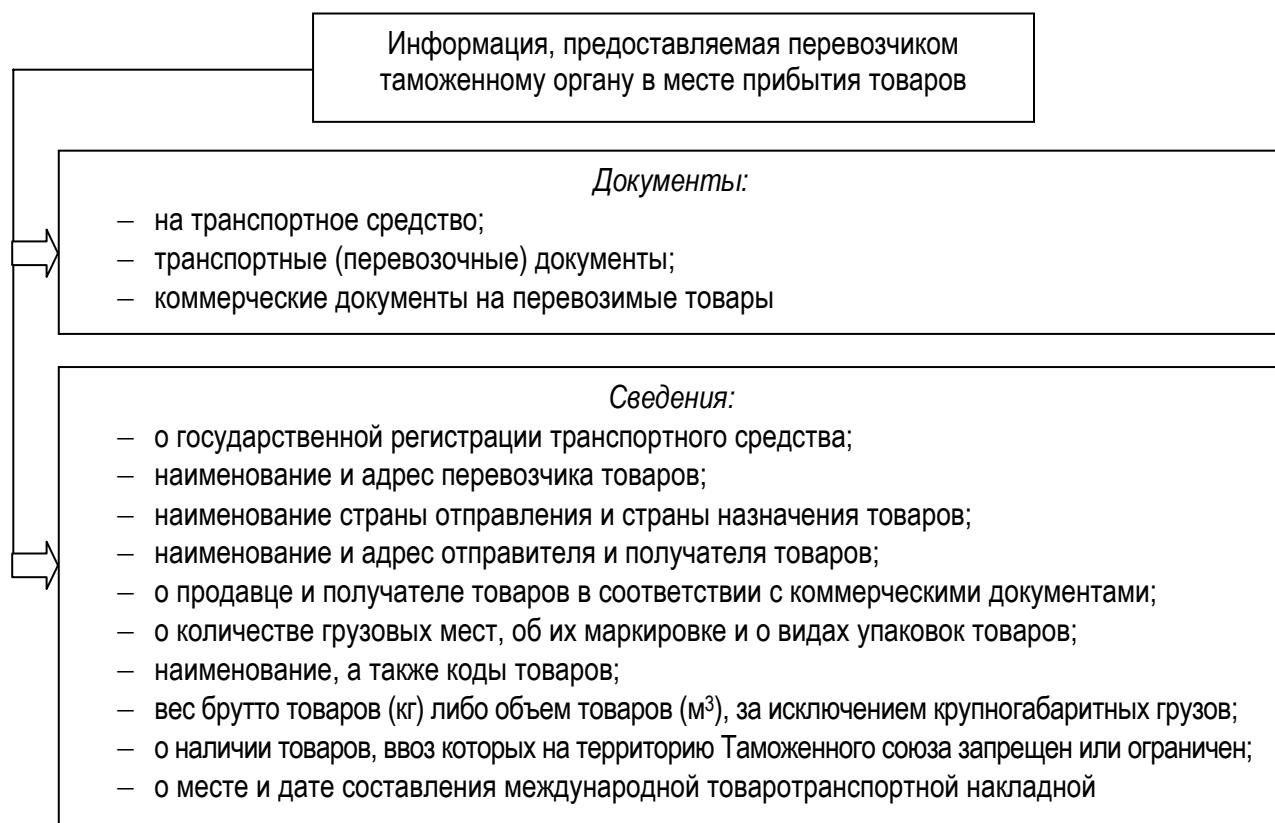 Информация, предоставляемая перевозчиком
таможенному органу в месте прибытия товаров
Документы:
– на транспортное средство;
– транспортные (перевозочные) документы;
– коммерческие документы на перевозимые товары
Сведения:
– о государственной регистрации транспортного средства;
– наименование и адрес перевозчика товаров;
– наименование страны отправления и страны назначения товаров;
– наименование и адрес отправителя и получателя товаров;
– о продавце и получателе товаров в соответствии с коммерческими документами;
– о количестве грузовых мест, об их маркировке и о видах упаковок товаров;
– наименование, а также коды товаров;
– вес брутто товаров (кг) либо объем товаров (м³), за исключением крупногабаритных грузов;
– о наличии товаров, ввоз которых на территорию Таможенного союза запрещен или ограничен;
– о месте и дате составления международной товаротранспортной накладной